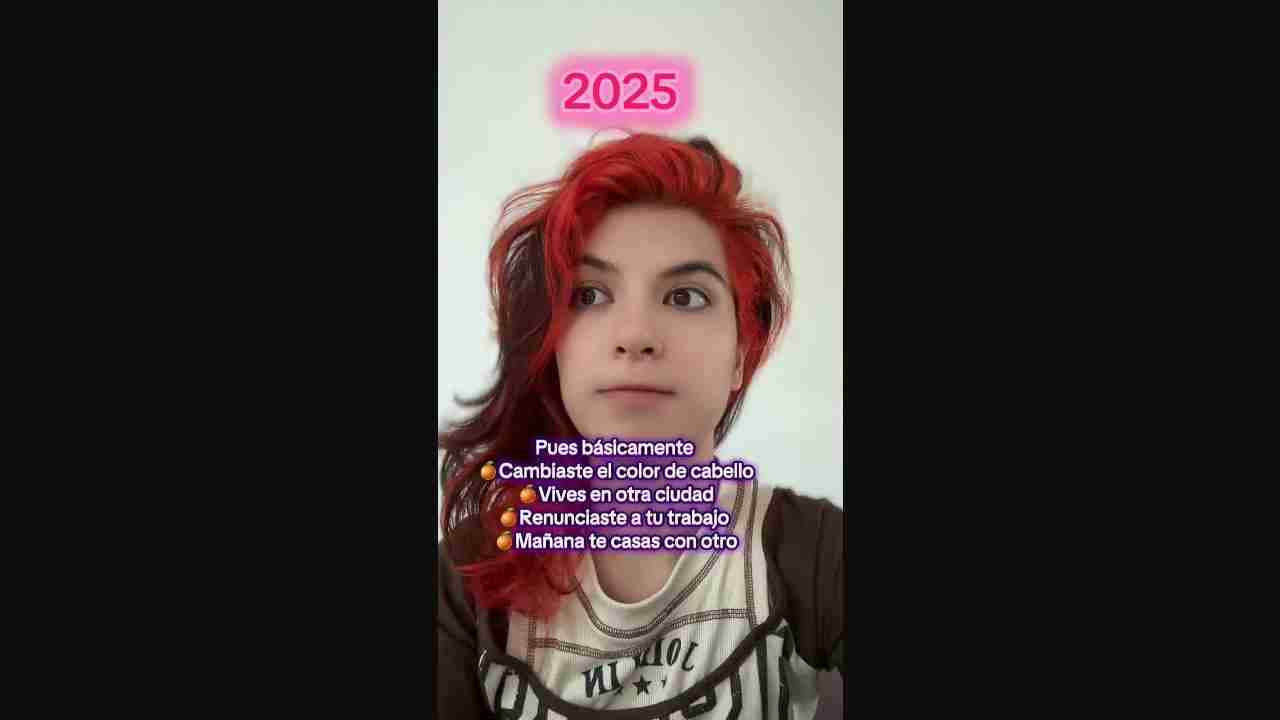 2025
Pues básicamente
🍊Cambiaste el color de cabello
🍊Vives en otra ciudad
🍊Renunciaste a tu trabajo
🍊Mañana te casas con otro